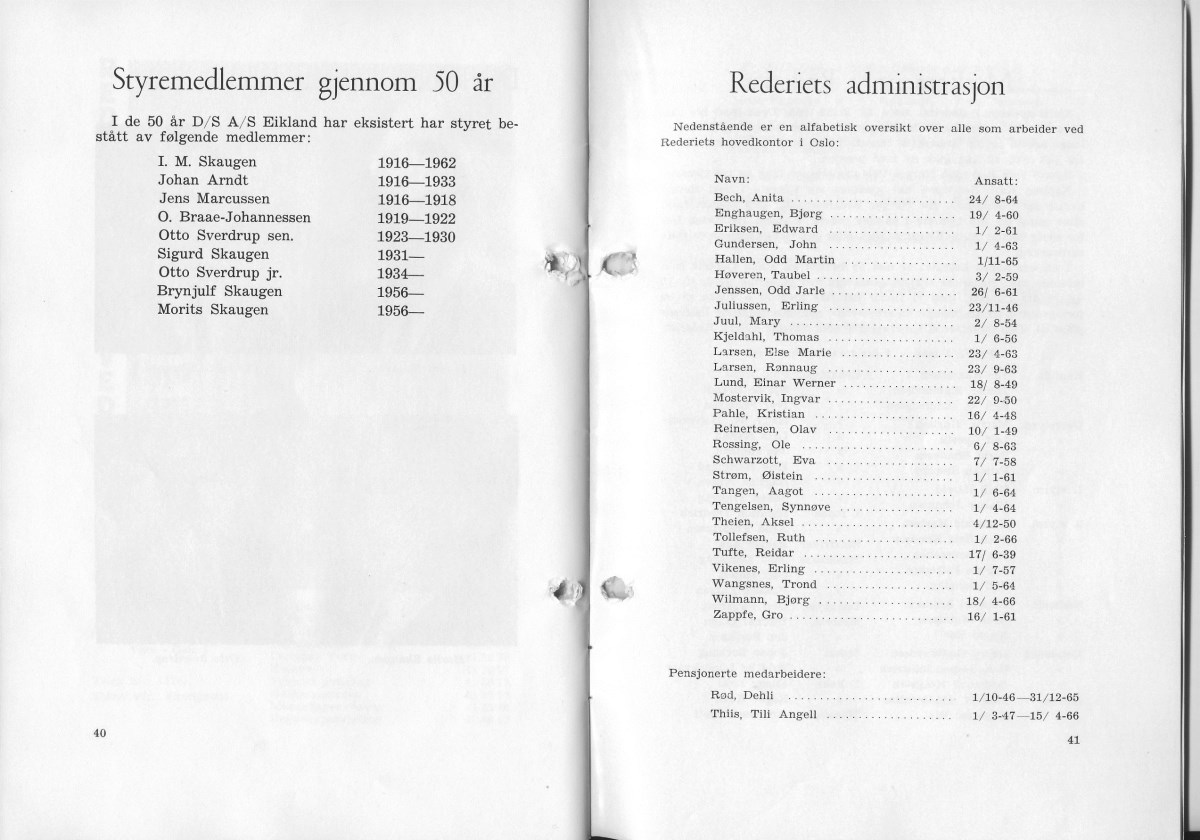 Styremedlemmer gjennom 50 år
I de 50 år D/S A/S Eikland har eksistert har styret be-
stått av følgende medlemmer:
I. M. Skaugen 1916—1962
Johan Arndt 1916—1933
Jens Marcussen 1916—1918
O. Braae-Johannessen 1919—1922
Otto Sverdrup sen. 1923—1930
Sigurd Skaugen 1931—
Otto Sverdrup jr. 1934—
Brynjulf Skaugen 1956—
Morits Skaugen 1956—
40
Rederiets administrasjon
Nedenstående er en alfabetisk oversikt over alle som arbeider ved
Rederiets hovedkontor i Oslo:
Navn: Ansatt:
Bech, Anita .......................... 24/ 8-64
Enghaugen, Bjørg .................... 19/ 4-60
Eriksen, Edward .................... 1/ 2-61
Gundersen, John .................... 1/ 4-63
Hallen, Odd Martin .................. 1/11-65
Høveren, Taubel ...................... 3/ 2-59
Jenssen, Odd Jarle .................... 26/ 6-61
Juliussen, Erling .................... 23/11-46
Juul, Mary .......................... 2/ 8-54
Kjeldahl, Thomas .................... 1/ 6-56
Larsen, Else Marie .................. 23/ 4-63
Larsen, Rønnaug .................... 23/ 9-63
Lund, Einar Werner .................. 18/ 8-49
Mostervik, Ingvar .................... 22/ 9-50
Pahle, Kristian ...................... 16/ 4-48
Reinertsen, Olav .................... 10/ 1-49
Rossing, Ole ........................ 6/ 8-63
Schwarzott, Eva .................... 7/ 7-58
Strøm, Øistein ...................... 1/ 1-61
Tangen, Aagot ...................... 1/ 6-64
Tengelsen, Synnøve .................. 1/ 4-64
Theien, Aksel ........................ 4/12-50
Tollefsen, Ruth ...................... 1/ 2-66
Tufte, Reidar ........................ 17/ 6-39
Vikenes, Erling ...................... 1/ 7-57
Wangsnes, Trond .................... 1/ 5-64
Wilmann, Bjørg ...................... 18/ 4-66
Zappfe, Gro .......................... 16/ 1-61
Pensjonerte medarbeidere:
Rød, Dehli .......................... 1/10-46—31/12-65
Thiis, Tili Angell .................... 1/ 3-47—15/ 4-66
41